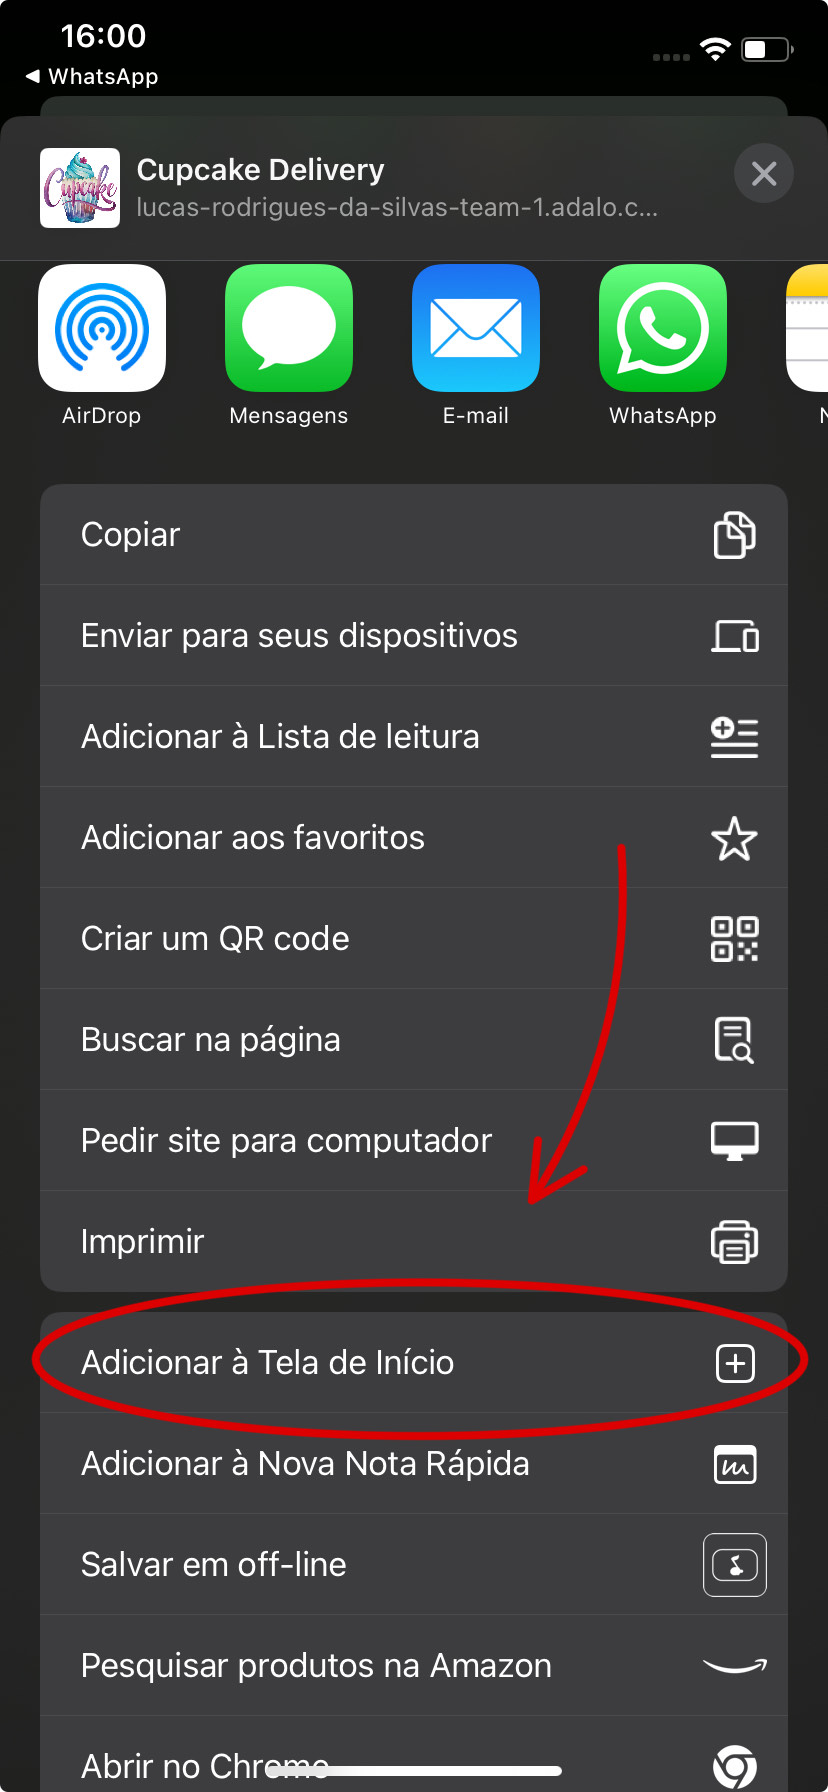 16:00
◀ WhatsApp
Cupcake
Cupcake Delivery
lucas-rodrigues-da-silvas-team-1.adalo.c...
AirDrop
Mensagens
E-mail
WhatsApp
N
Copiar
Enviar para seus dispositivos
Adicionar à Lista de leitura
Adicionar aos favoritos
Criar um QR code
Buscar na página
Pedir site para computador
Imprimir
Adicionar à Tela de Início
Adicionar à Nova Nota Rápida
Salvar em off-line
Pesquisar produtos na Amazon
Abrir no Chrome